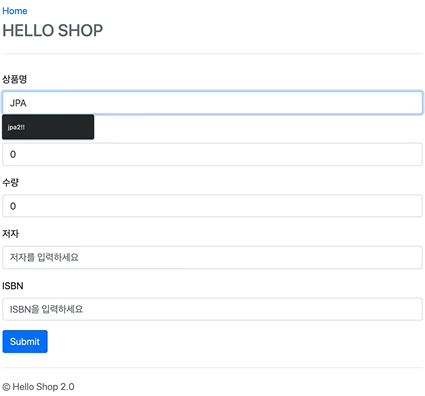 Home
HELLO SHOP
상품명
JPA
jpa2!!
0
수량
0
저자
저자를 입력하세요
ISBN
ISBN을 입력하세요
Submit
© Hello Shop 2.0